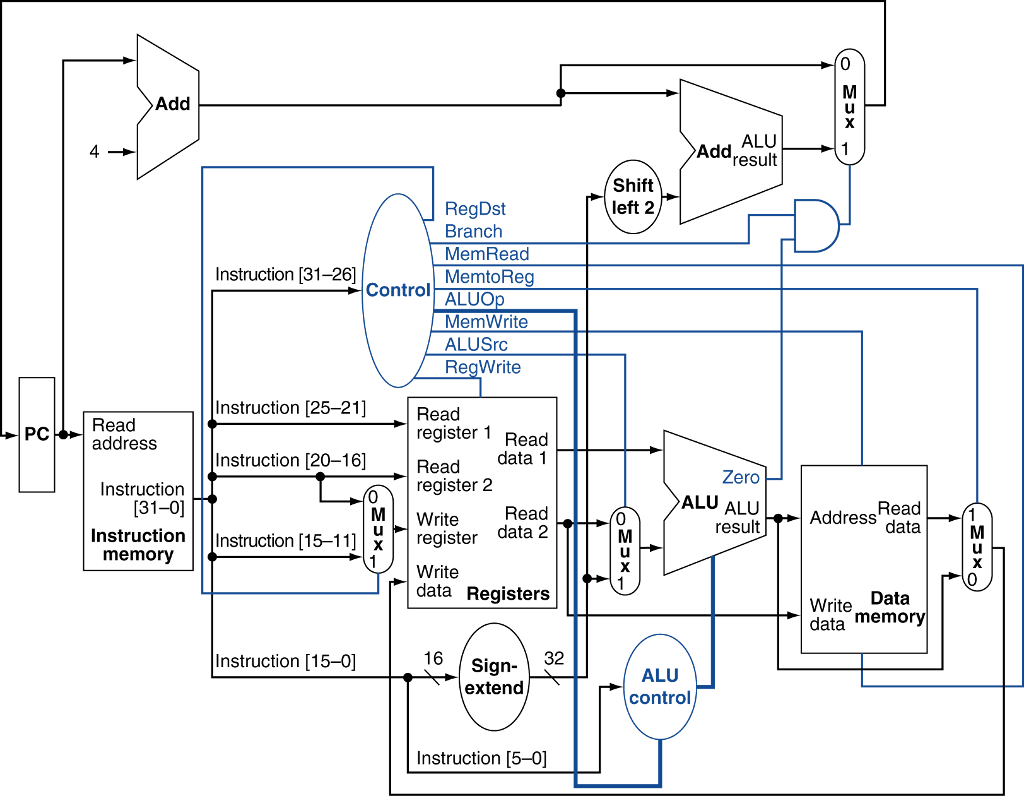 Add
4
0
Mux
1
Add
ALU
result
Shift
left 2
RegDst
Branch
MemRead
MemtoReg
ALUOp
MemWrite
ALUSrc
RegWrite
Instruction [31–26]
Control
PC
Read
address
Instruction
[31–0]
Instruction
memory
Instruction [25–21]
Instruction [20–16]
Instruction [15–11]
0
Mux
1
Read
register 1
Read
register 2
Write
register
Write
data
Read
data 1
Read
data 2
Registers
0
Mux
1
Zero
ALU
ALU
result
Address
Read
data
Write
data
Data
memory
1
Mux
0
Instruction [15–0]
16
Sign-
extend
32
ALU
control
Instruction [5–0]